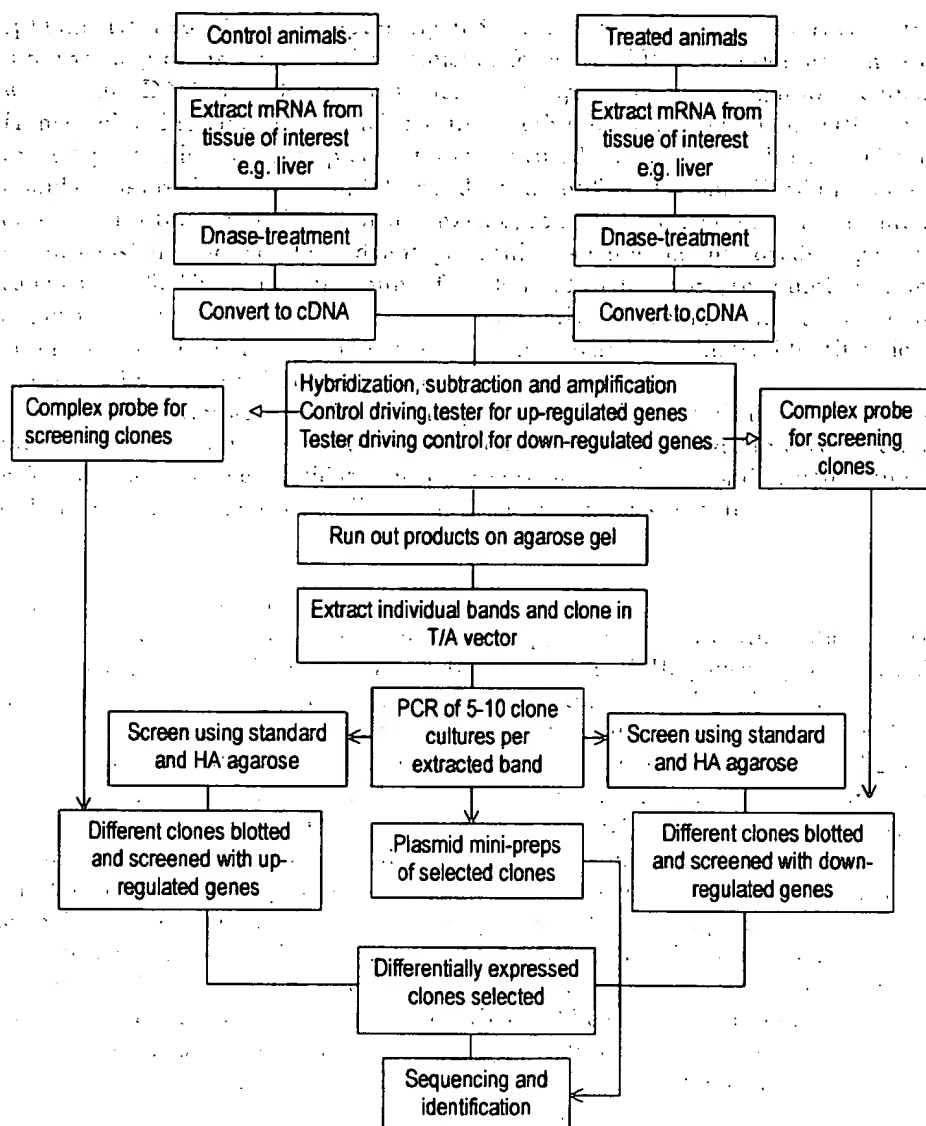 Control animals
Treated animals
Extract mRNA from
tissue of interest
e.g. liver
Extract mRNA from
tissue of interest
e.g. liver
Dnase-treatment
Dnase-treatment
Convert to cDNA
Convert to cDNA
Hybridization, subtraction and amplification
Control driving tester for up-regulated genes
Tester driving control for down-regulated genes
Complex probe for
screening clones
Complex probe
for screening
clones
Run out products on agarose gel
Extract individual bands and clone in
T/A vector
PCR of 5-10 clone
cultures per
extracted band
Screen using standard
and HA agarose
Screen using standard
and HA agarose
Different clones blotted
and screened with up-
regulated genes
Plasmid mini-preps
of selected clones
Different clones blotted
and screened with down-
regulated genes
Differentially expressed
clones selected
Sequencing and
identification